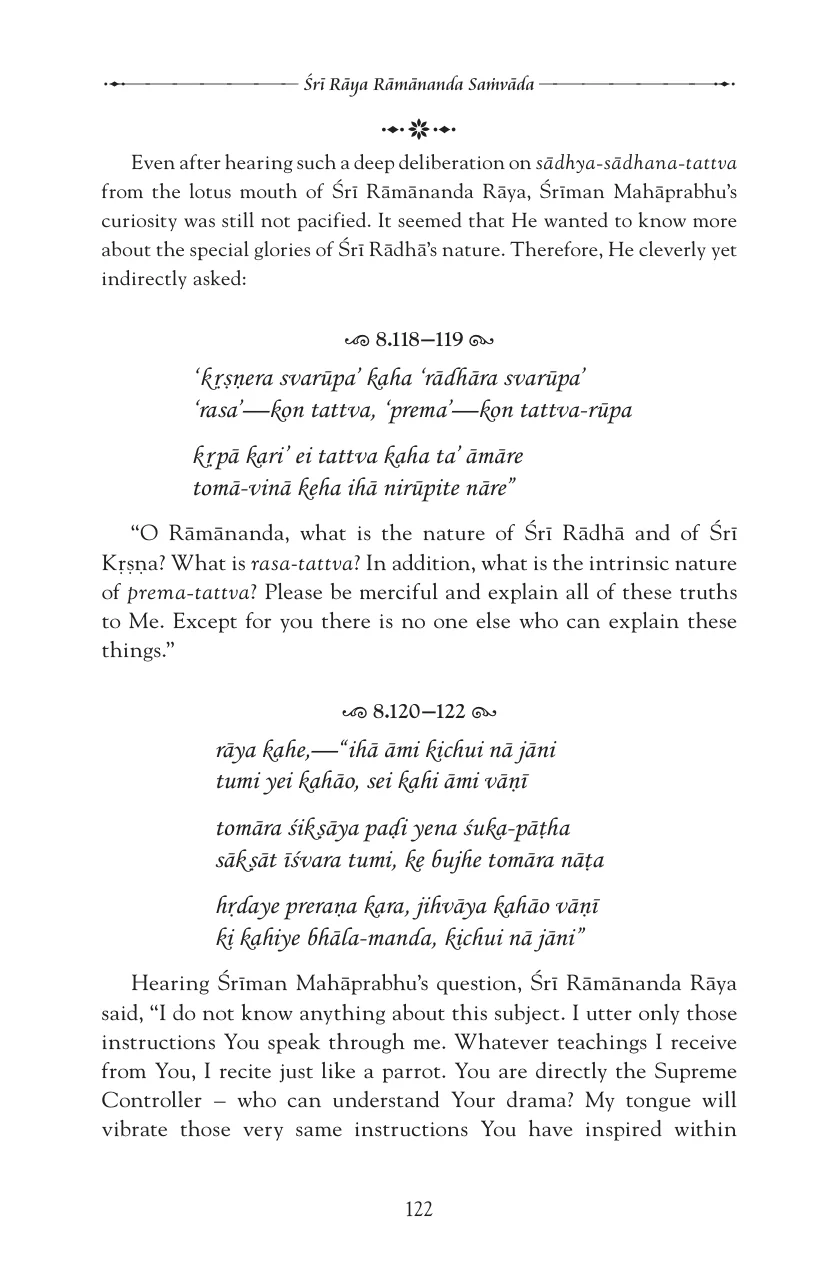 Śrī Rāya Rāmānanda Saṁvāda
Even after hearing such a deep deliberation on sādhya-sādhana-tattva
from the lotus mouth of Śrī Rāmānanda Rāya, Śrīman Mahāprabhu’s
curiosity was still not pacified. It seemed that He wanted to know more
about the special glories of Śrī Rādhā’s nature. Therefore, He cleverly yet
indirectly asked:
8.118–119
‘kṛṣṇera svarūpa’ kaha ‘rādhāra svarūpa’
‘rasa’—kon tattva, ‘prema’—kon tattva-rūpa
kṛpā kari’ ei tattva kaha ta’ āmāre
tomā-vinā keha ihā nirūpite nāre”
“O Rāmānanda, what is the nature of Śrī Rādhā and of Śrī
Kṛṣṇa? What is rasa-tattva? In addition, what is the intrinsic nature
of prema-tattva? Please be merciful and explain all of these truths
to Me. Except for you there is no one else who can explain these
things.”
8.120–122
rāya kahe,—“ihā āmi kichui nā jāni
tumi yei kahāo, sei kahi āmi vāṇī
tomāra śikṣāya paḍi yena śuka-pāṭha
sākṣāt īśvara tumi, ke bujhe tomāra nāṭa
hṛdaye preraṇa kara, jihvāya kahāo vāṇī
ki kahiye bhāla-manda, kichui nā jāni”
Hearing Śrīman Mahāprabhu’s question, Śrī Rāmānanda Rāya
said, “I do not know anything about this subject. I utter only those
instructions You speak through me. Whatever teachings I receive
from You, I recite just like a parrot. You are directly the Supreme
Controller – who can understand Your drama? My tongue will
vibrate those very same instructions You have inspired within
122